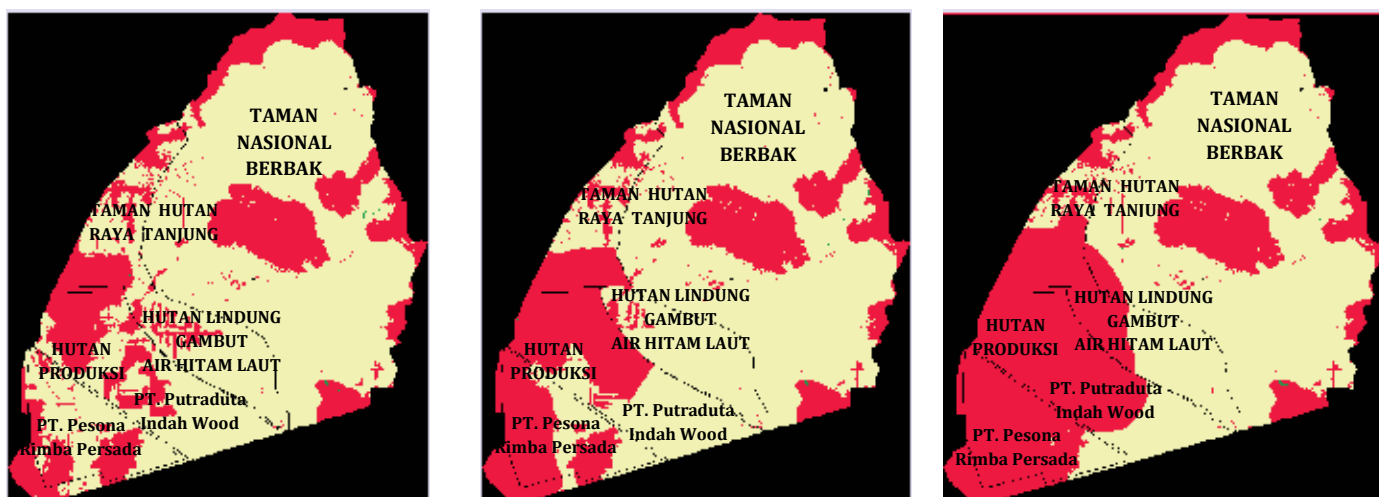 TAMAN
NASIONAL
BERBAK
TAMAN HUTAN
RAYA TANJUNG
HUTAN LINDUNG
GAMBUT
AIR HITAM LAUT
HUTAN
PRODUKSI
PT. Putraduta
Indah Wood
PT. Pesona
Rimba Persada
TAMAN
NASIONAL
BERBAK
TAMAN HUTAN
RAYA TANJUNG
HUTAN LINDUNG
GAMBUT
AIR HITAM LAUT
HUTAN
PRODUKSI
PT. Putraduta
Indah Wood
PT. Pesona
Rimba Persada
TAMAN
NASIONAL
BERBAK
TAMAN HUTAN
RAYA TANJUNG
HUTAN LINDUNG
GAMBUT
AIR HITAM LAUT
HUTAN
PRODUKSI
PT. Putraduta
Indah Wood
PT. Pesona
Rimba Persada